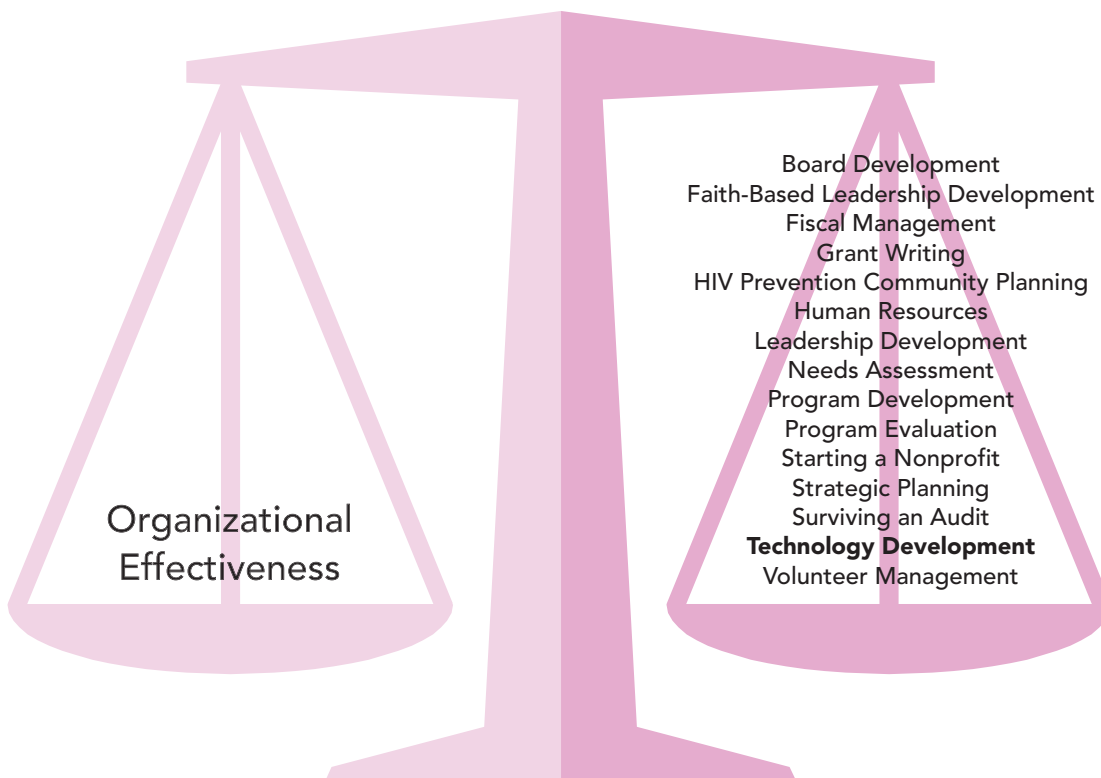 Board Development
Faith-Based Leadership Development
Fiscal Management
Grant Writing
HIV Prevention Community Planning
Human Resources
Leadership Development
Needs Assessment
Program Development
Program Evaluation
Starting a Nonprofit
Strategic Planning
Surviving an Audit
Technology Development
Volunteer Management
Organizational
Effectiveness